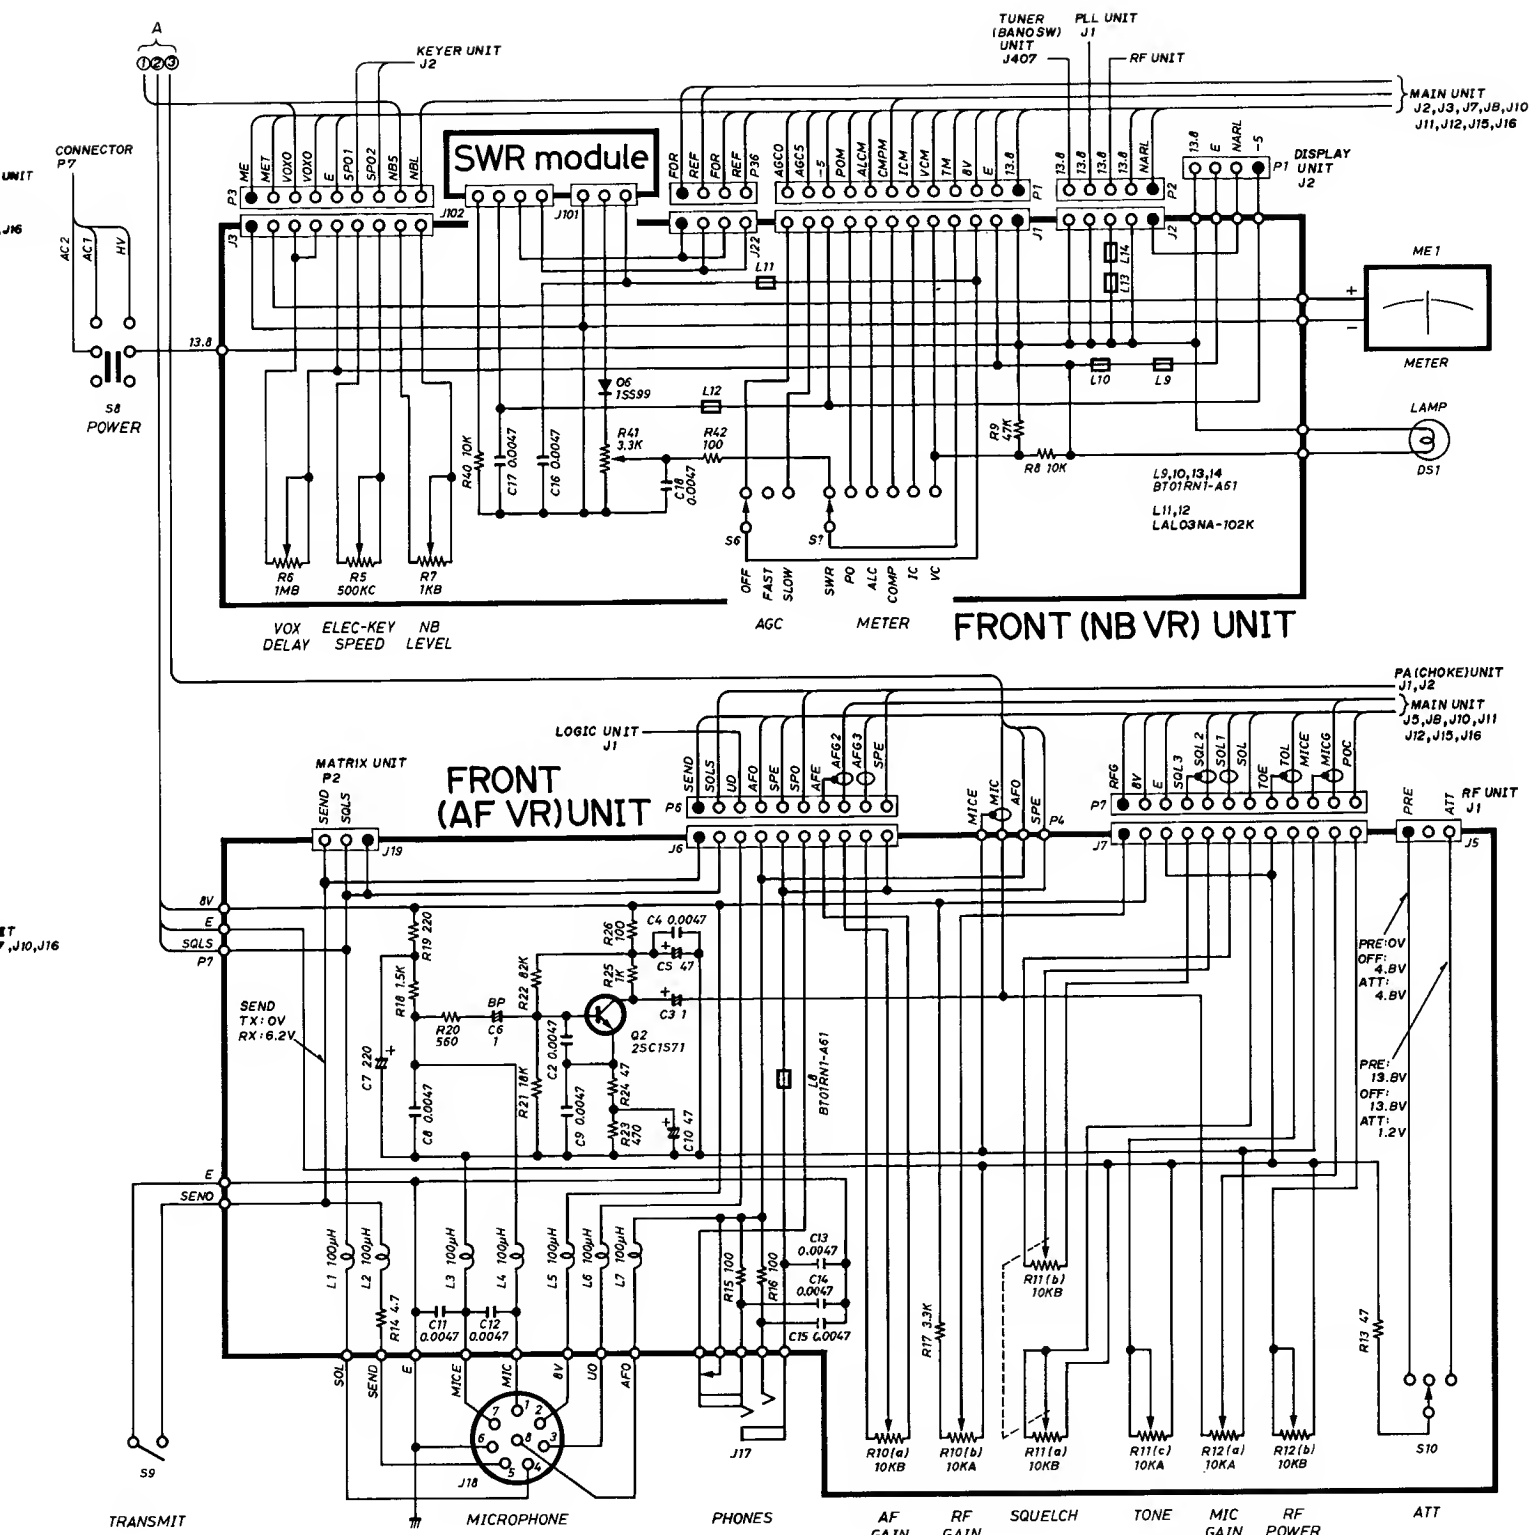 A
①②③
KEYER UNIT
J2
TUNER
(BANDSW)
UNIT
J407
PLL UNIT
J1
RF UNIT
MAIN UNIT
J2,J3,J7,J8,J10
J11,J12,J15,J16
CONNECTOR
P7
UNIT
,J16
AC2
AC1
HV
P3
ME
MET
VOXO
VOXO
E
SPO1
SPO2
NB5
NBL
J3
SWR module
J102
J101
FOR
REF
FOR
REF
P36
J22
AGCO
AGC5
-5
POM
ALCM
CMPM
ICM
VCM
TM
8V
E
13.8
P1
J1
13.8
13.8
13.8
13.8
NARL
P2
J2
13.8
E
NARL
-5
P1
DISPLAY
UNIT
J2
L11
L14
L13
ME1
+
−
METER
13.8
S8
POWER
D6
1SS99
L12
L10
L9
R40 10K
C17 0.0047
C16 0.0047
R41
3.3K
R42
100
C18
0.0047
R9
47K
R8 10K
LAMP
DS1
L9,10,13,14
BT01RN1-A61
L11,12
LAL03NA-102K
R6
1MB
R5
500KC
R7
1KB
S6
S7
OFF
FAST
SLOW
SWR
PO
ALC
COMP
IC
VC
VOX
DELAY
ELEC-KEY
SPEED
NB
LEVEL
AGC
METER
FRONT (NB VR) UNIT
PA(CHOKE)UNIT
J1,J2
MAIN UNIT
J5,J8,J10,J11
J12,J15,J16
LOGIC UNIT
J1
MATRIX UNIT
P2
SEND
SQLS
J19
FRONT
(AF VR)UNIT
P6
SEND
SQLS
UD
AFO
SPE
SPO
AFE
AFG2
AFG3
SPE
J6
MICE
MIC
AFO
SPE
P4
P7
RFG
8V
E
SQL3
SQL2
SQL1
SQL
TOE
TOL
MICE
MICG
POC
J7
PRE
ATT
RF UNIT
J1
J5
8V
E
SQLS
P7
,J10,J16
R19 220
R18 1.5K
R20
560
BP
C6
1
R22 82K
R26
100
R25
1K
C4 0.0047
C5 47
C3 1
Q2
2SC1571
C2 0.0047
C7 220
C8 0.0047
R21 18K
C9 0.0047
R24 47
R23
470
C10 47
L8
BT01RN1-A61
SEND
TX:0V
RX:6.2V
PRE:0V
OFF:
4.8V
ATT:
4.8V
PRE:
13.8V
OFF:
13.8V
ATT:
1.2V
E
SEND
L1 100μH
L2 100μH
L3 100μH
L4 100μH
L5 100μH
L6 100μH
L7 100μH
R14 4.7
C11
0.0047
C12
0.0047
R15 100
R16 100
C13
0.0047
C14
0.0047
C15 0.0047
R17 3.3K
R11(b)
10KB
R13 47
SQL
SEND
E
MICE
MIC
8V
UD
AFO
7
1
2
6
8
3
5
4
J18
J17
R10(a)
10KB
R10(b)
10KA
R11(a)
10KB
R11(c)
10KA
R12(a)
10KA
R12(b)
10KB
S10
S9
TRANSMIT
MICROPHONE
PHONES
AF
GAIN
RF
GAIN
SQUELCH
TONE
MIC
GAIN
RF
POWER
ATT